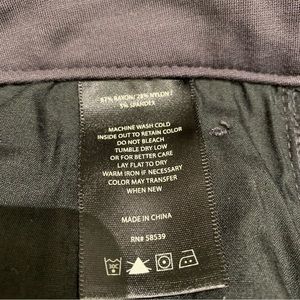 67% RAYON/ 28% NYLON /
5% SPANDEX
MACHINE WASH COLD
INSIDE OUT TO RETAIN COLOR
DO NOT BLEACH
TUMBLE DRY LOW
OR FOR BETTER CARE
LAY FLAT TO DRY
WARM IRON IF NECESSARY
COLOR MAY TRANSFER
WHEN NEW
MADE IN CHINA
RN# 58539